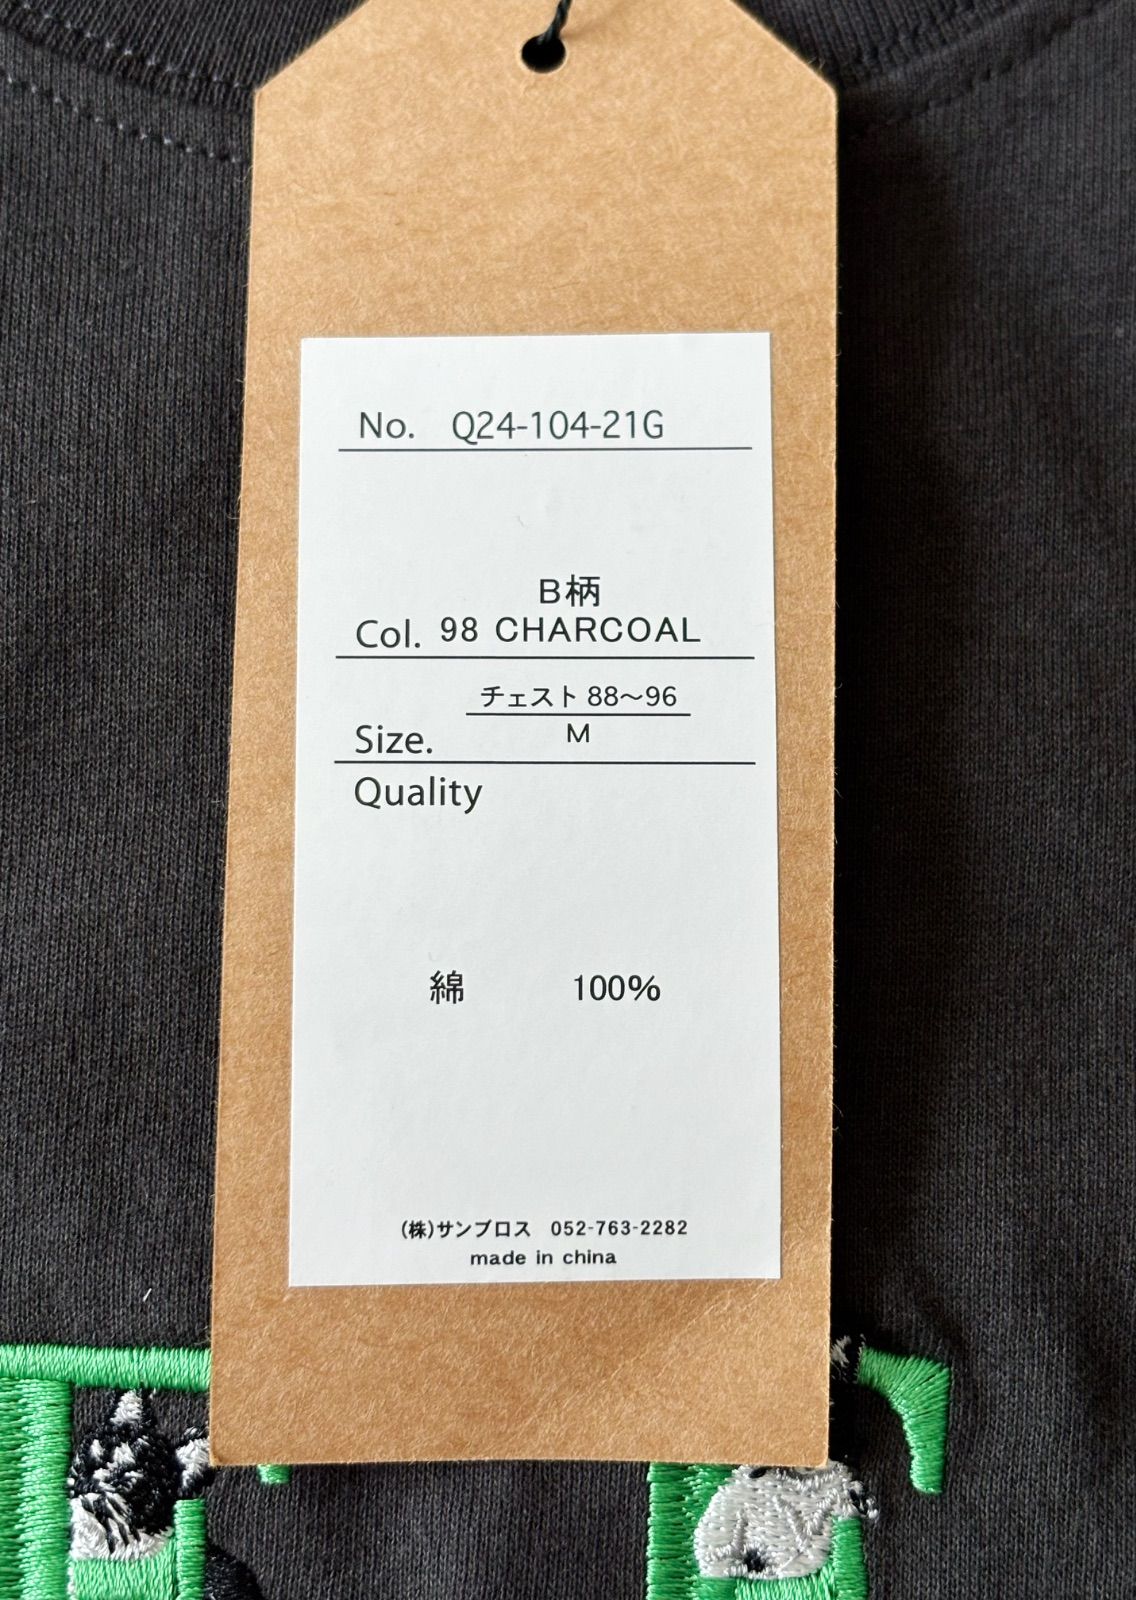 No. Q24-104-21G
B柄
Col. 98 CHARCOAL
チェスト 88～96
Size. M
Quality
綿 100%
(株)サンブロス 052-763-2282
made in china